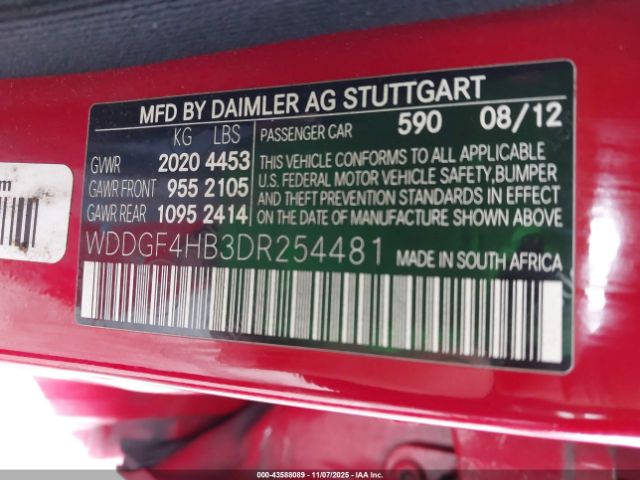 MFD BY DAIMLER AG STUTTGART
KG LBS
GVWR 2020 4453
GAWR FRONT 955 2105
GAWR REAR 1095 2414
PASSENGER CAR 590 08/12
THIS VEHICLE CONFORMS TO ALL APPLICABLE
U.S. FEDERAL MOTOR VEHICLE SAFETY,BUMPER
AND THEFT PREVENTION STANDARDS IN EFFECT
ON THE DATE OF MANUFACTURE SHOWN ABOVE
WDDGF4HB3DR254481 MADE IN SOUTH AFRICA
m
000-43588089 - 11/07/2025 - IAA, INC.